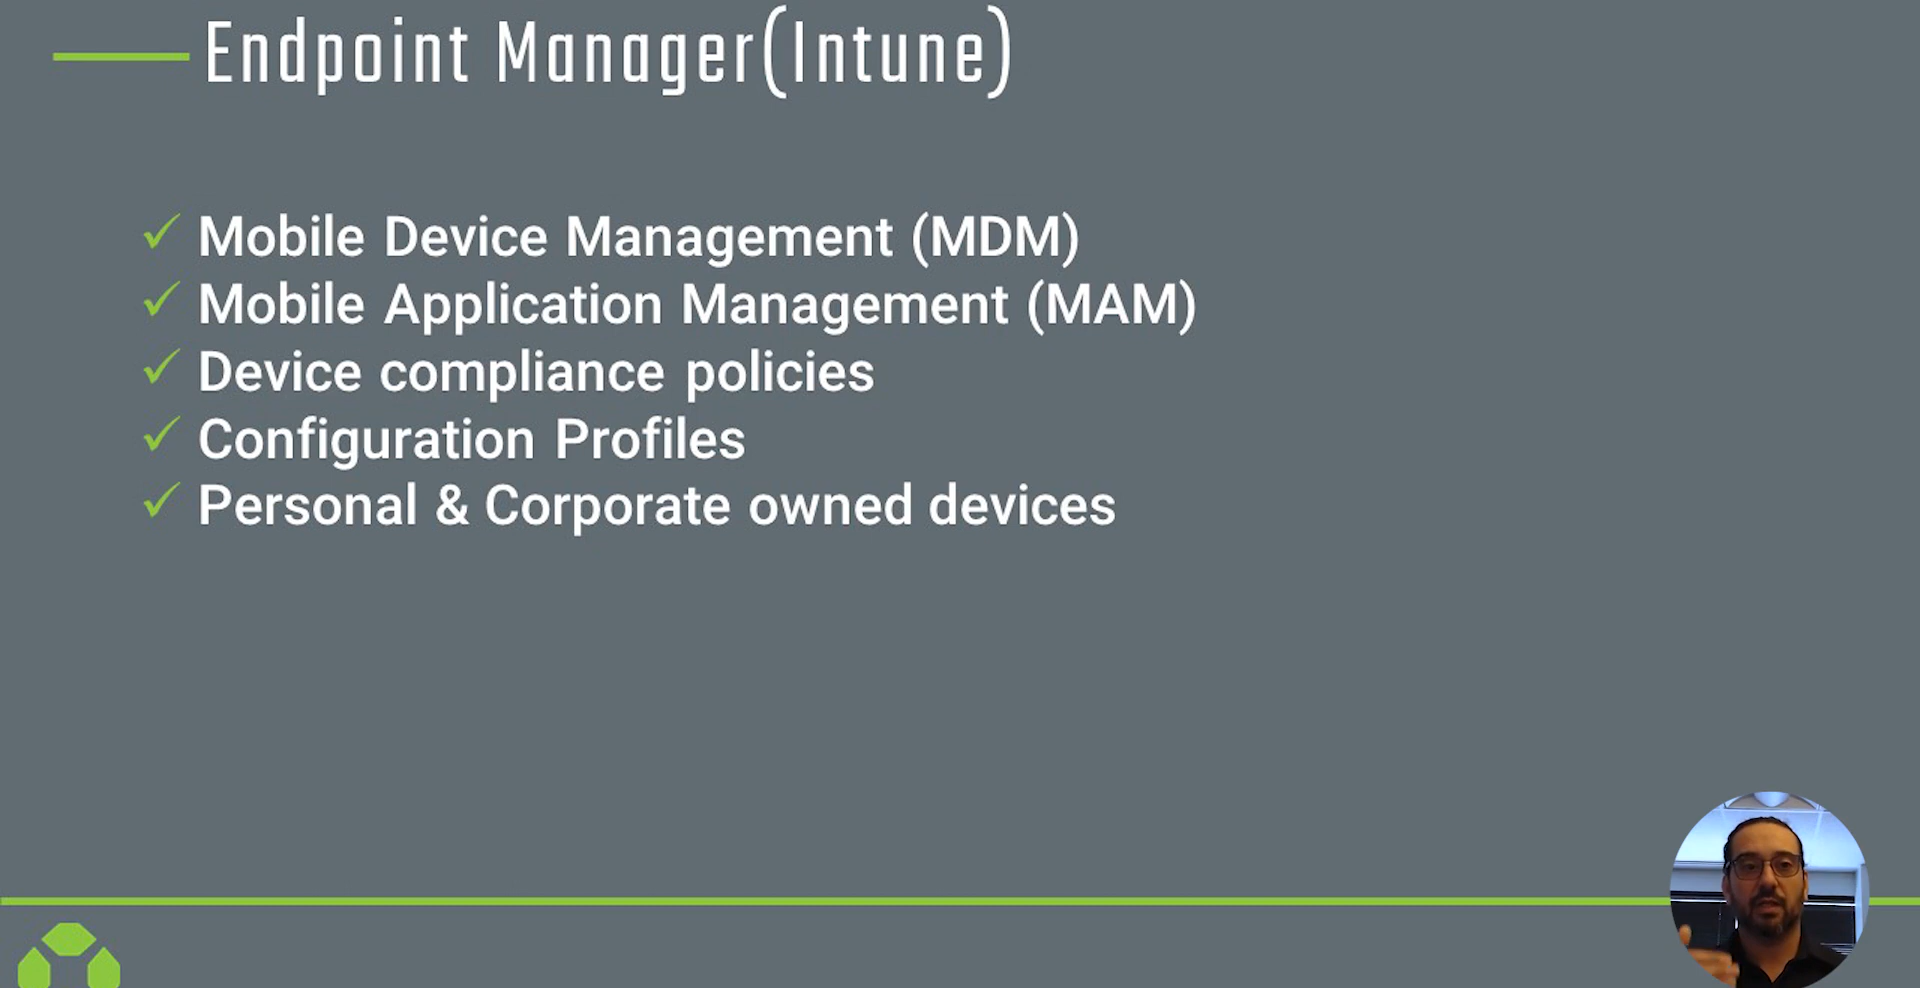 Endpoint Manager(Intune)
Mobile Device Management (MDM)
Mobile Application Management (MAM)
Device compliance policies
Configuration Profiles
Personal & Corporate owned devices